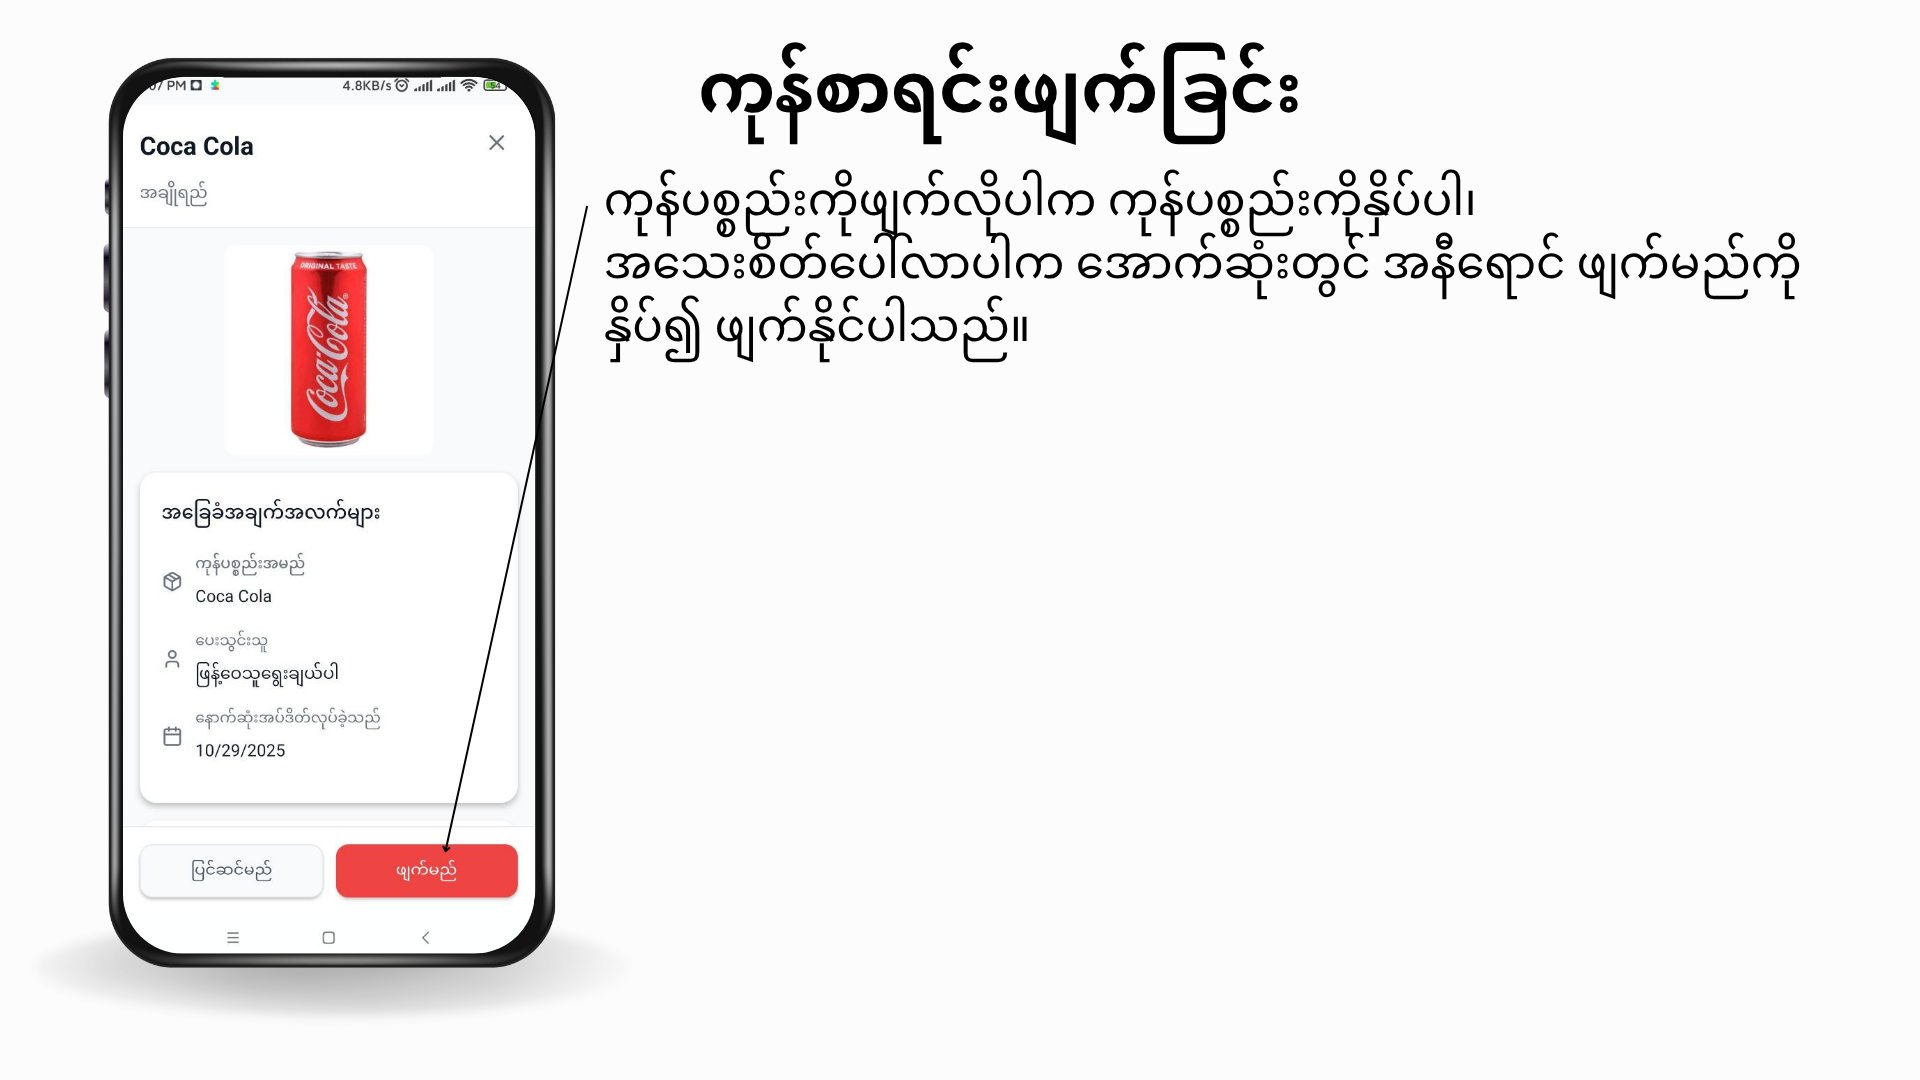 ကုန်စာရင်းဖျက်ခြင်း
ကုန်ပစ္စည်းကိုဖျက်လိုပါက ကုန်ပစ္စည်းကိုနှိပ်ပါ၊
အသေးစိတ်ပေါ်လာပါက အောက်ဆုံးတွင် အနီရောင် ဖျက်မည်ကို
နှိပ်၍ ဖျက်နိုင်ပါသည်။
7 PM 4.8KB/s 54
Coca Cola
အချိုရည်
ORIGINAL TASTE
Coca-Cola
အခြေခံအချက်အလက်များ
ကုန်ပစ္စည်းအမည်
Coca Cola
ပေးသွင်းသူ
ဖြန့်ဝေသူရွေးချယ်ပါ
နောက်ဆုံးအပ်ဒိတ်လုပ်ခဲ့သည်
10/29/2025
ပြင်ဆင်မည် ဖျက်မည်